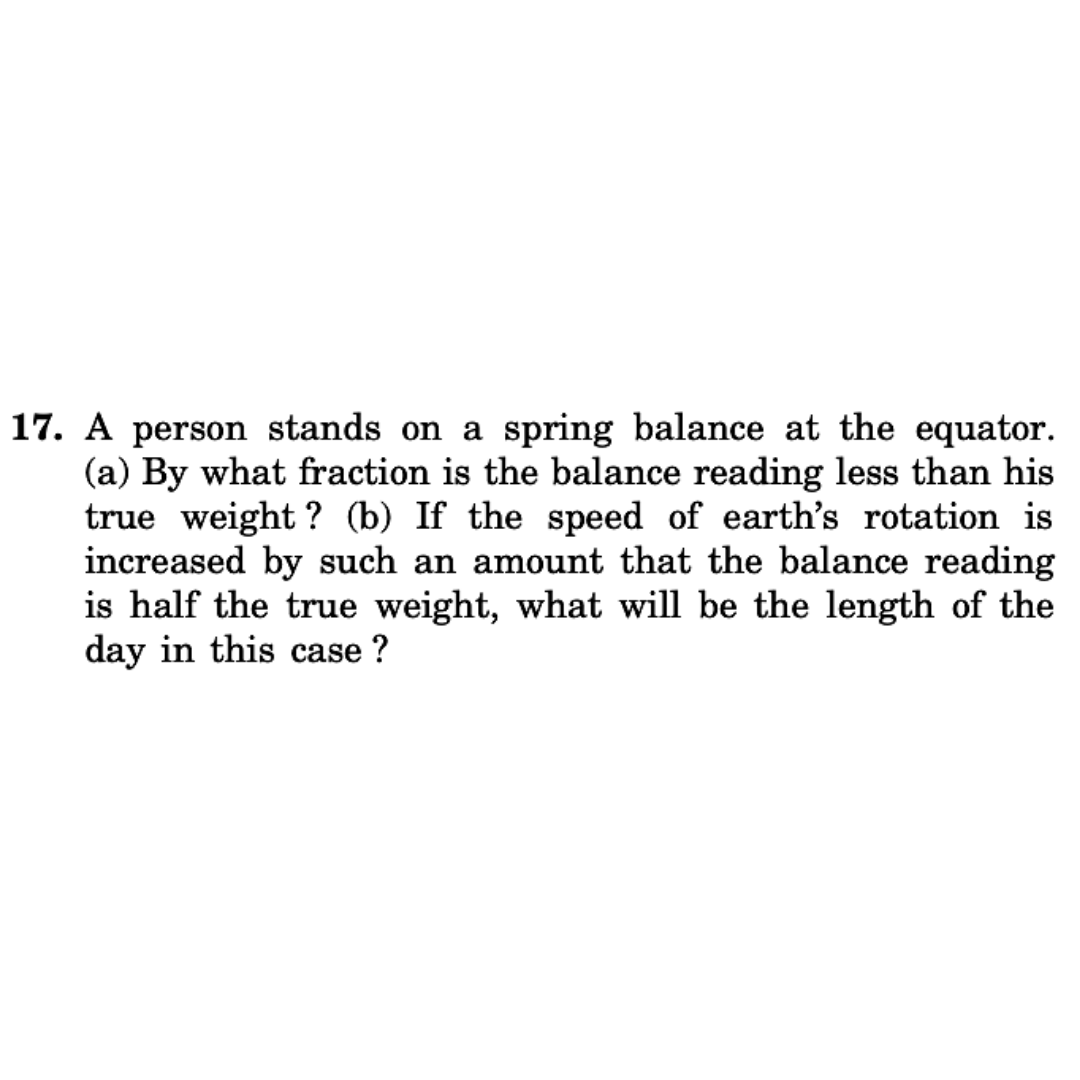 17. A person stands on a spring balance at the equator.
(a) By what fraction is the balance reading less than his
true weight ? (b) If the speed of earth's rotation is
increased by such an amount that the balance reading
is half the true weight, what will be the length of the
day in this case ?